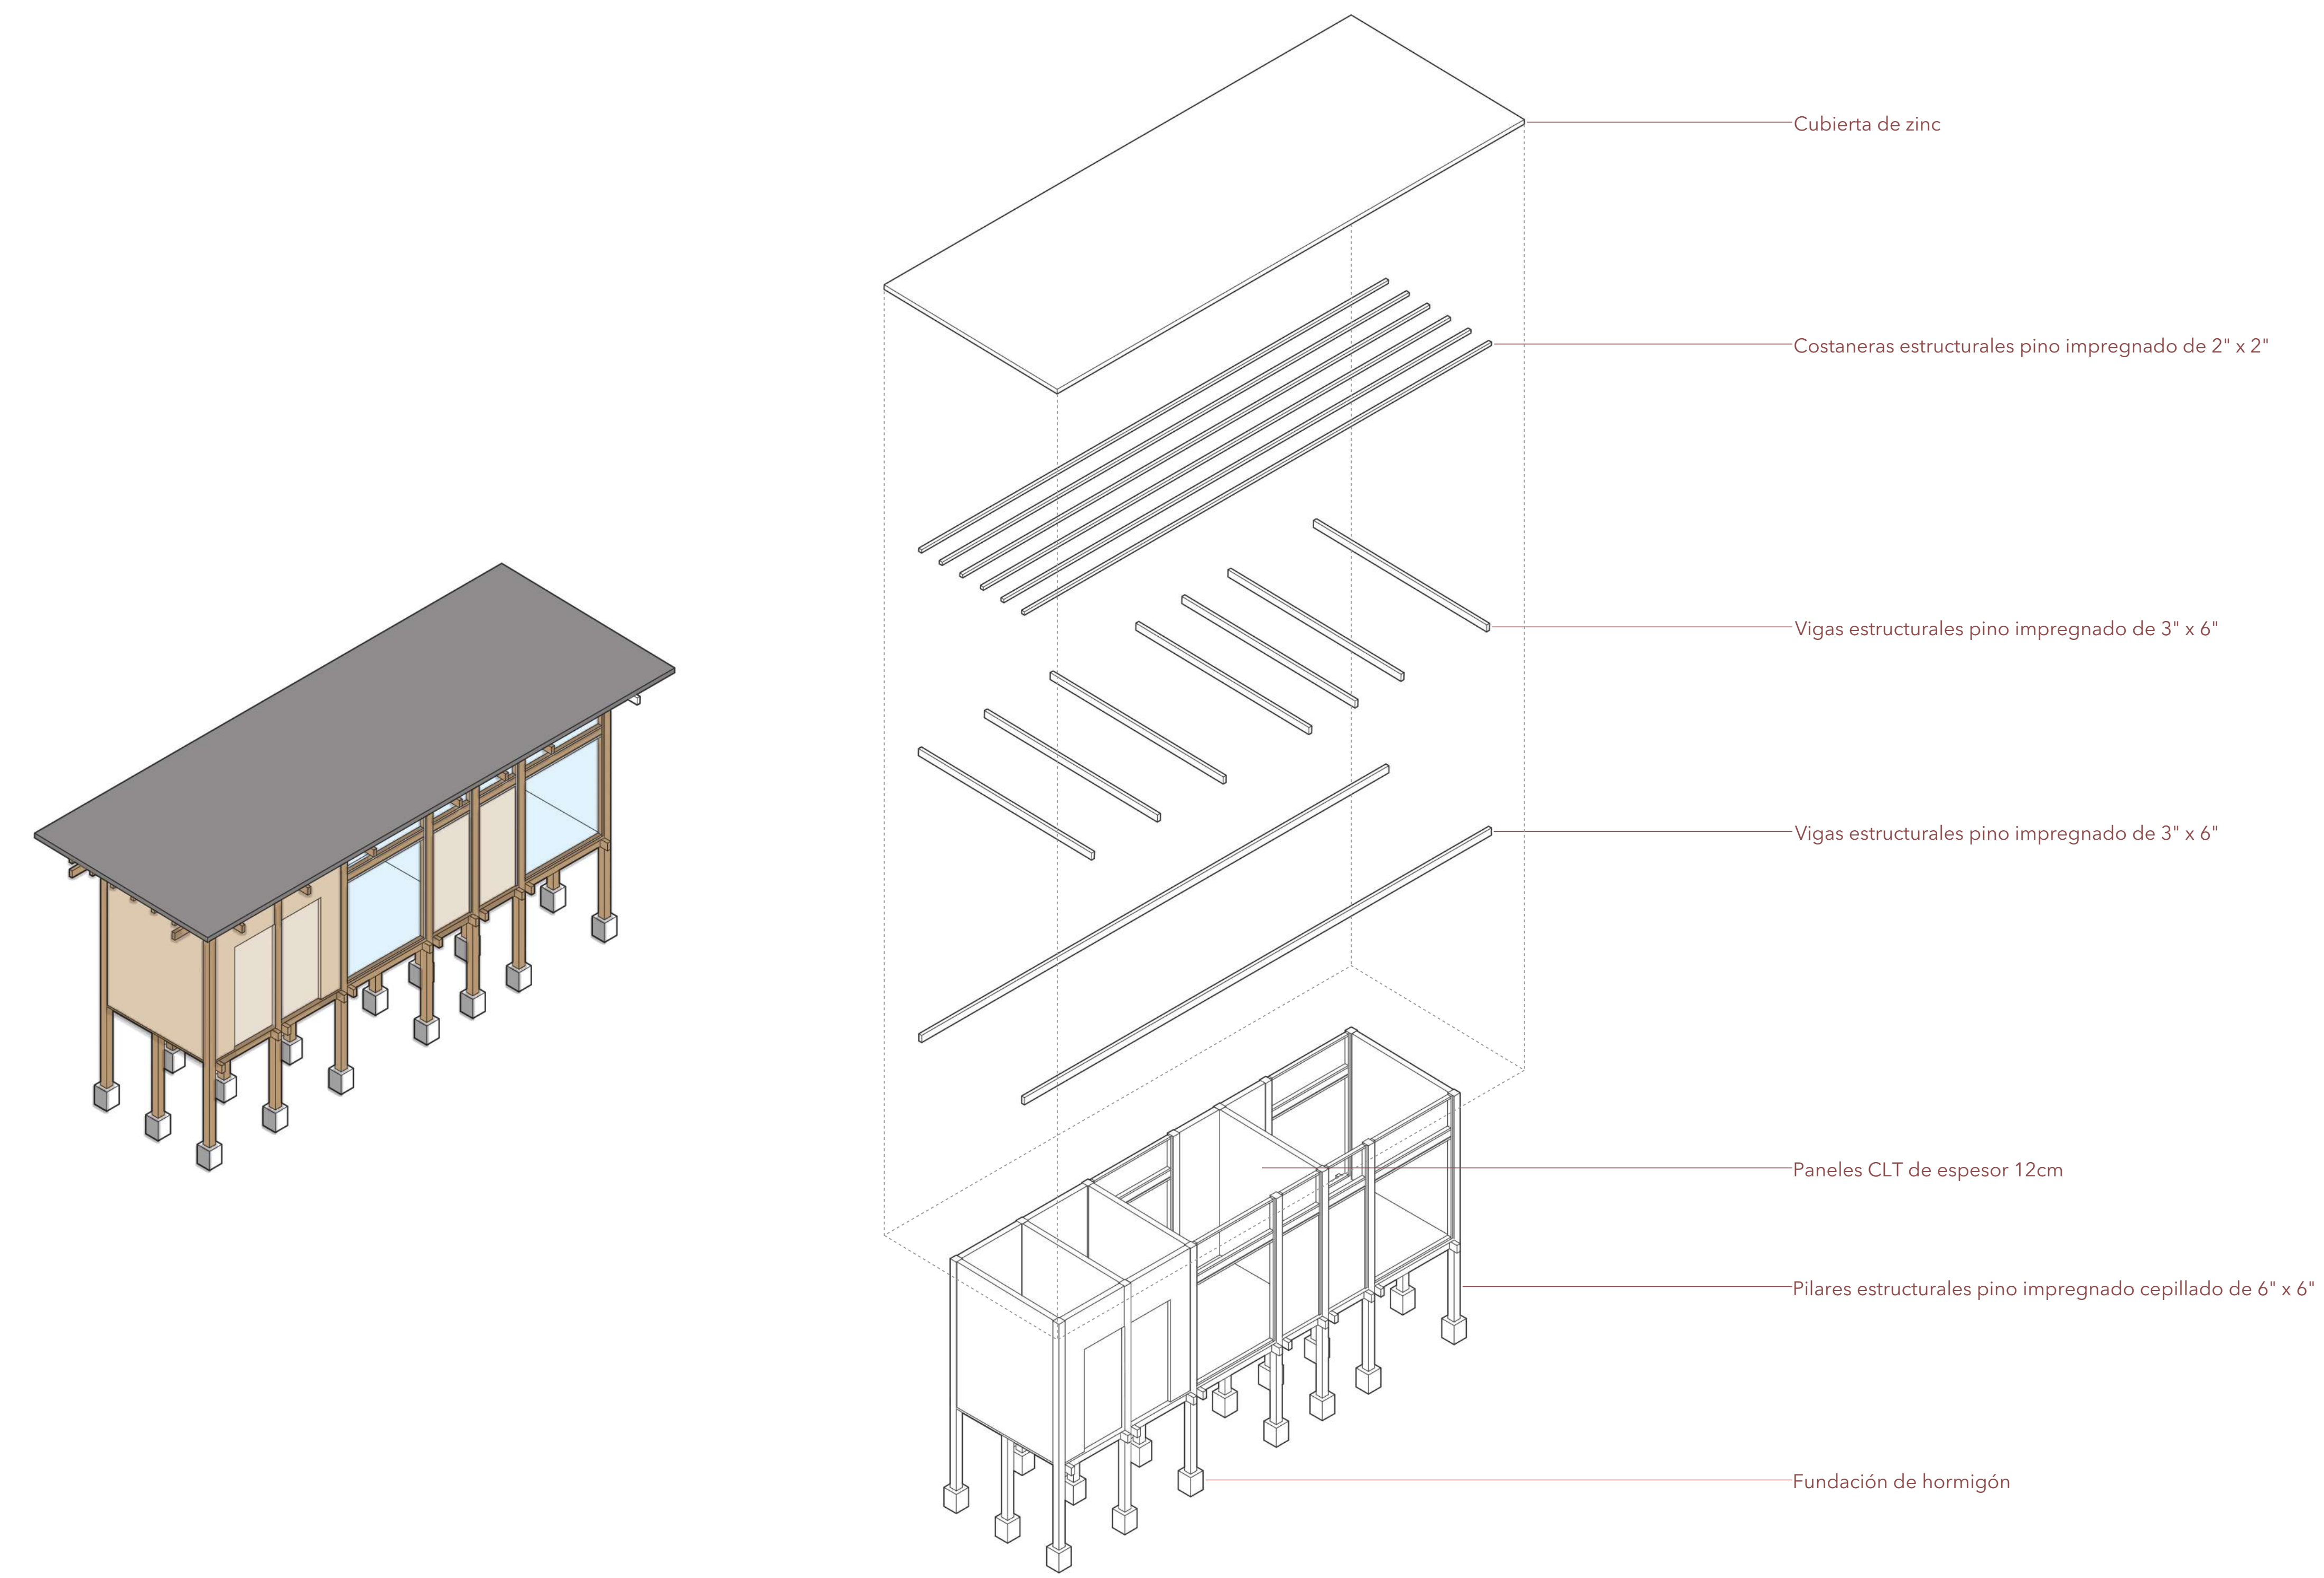 Cubierta de zinc
Costaneras estructurales pino impregnado de 2" x 2"
Vigas estructurales pino impregnado de 3" x 6"
Vigas estructurales pino impregnado de 3" x 6"
Paneles CLT de espesor 12cm
Pilares estructurales pino impregnado cepillado de 6" x 6"
Fundación de hormigón